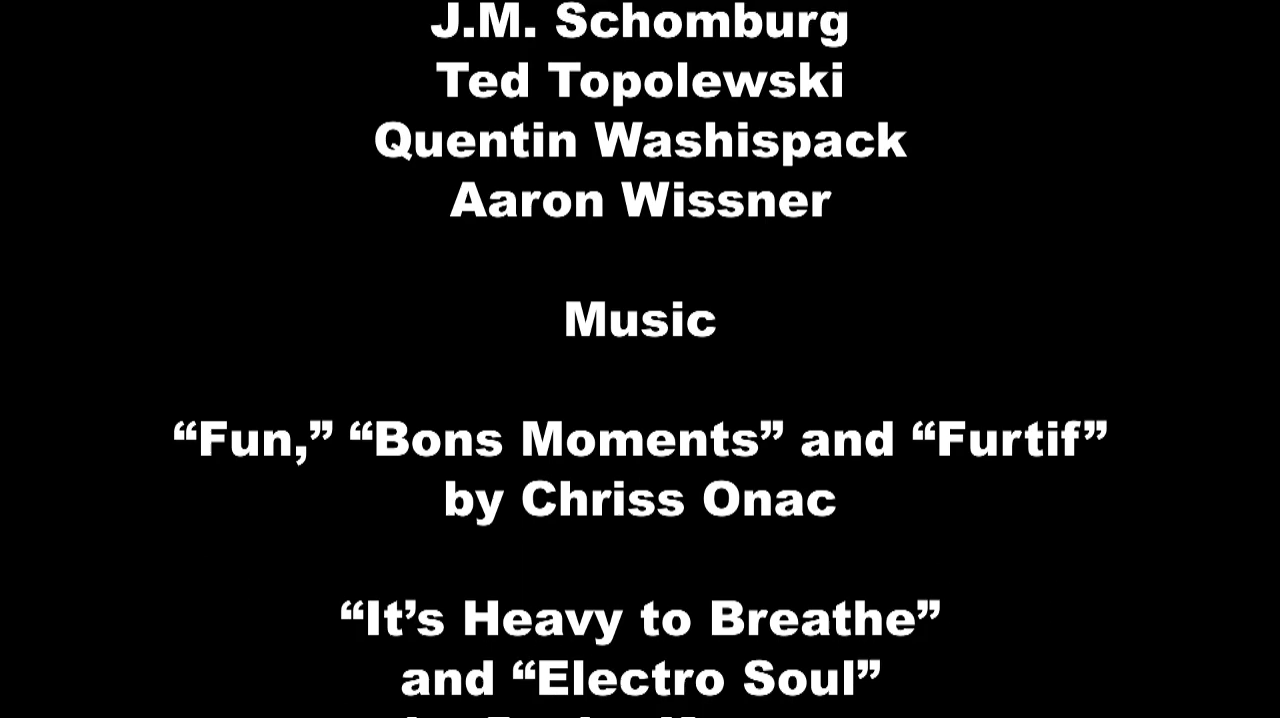 J.M. Schomburg
Ted Topolewski
Quentin Washispack
Aaron Wissner
Music
“Fun,” “Bons Moments” and “Furtif”
by Chriss Onac
“It’s Heavy to Breathe”
and “Electro Soul”